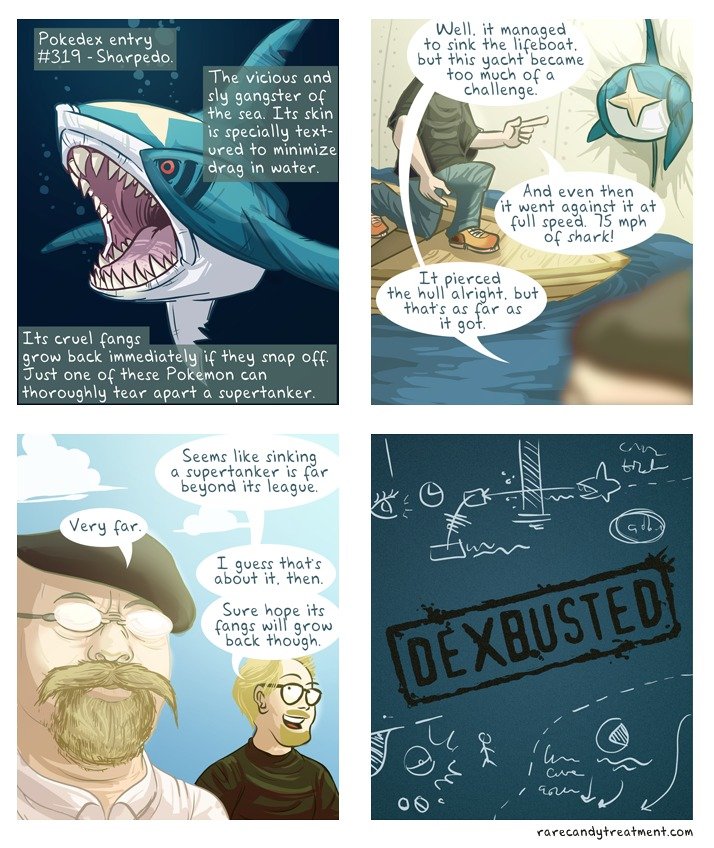 Pokedex entry
#319 - Sharpedo.
The vicious and
sly gangster of
the sea. Its skin
is specially text-
ured to minimize
drag in water.
Its cruel fangs
grow back immediately if they snap off.
Just one of these Pokemon can
thoroughly tear apart a supertanker.
Well, it managed
to sink the lifeboat,
but this yacht became
too much of a
challenge.
And even then
it went against it at
full speed. 75 mph
of shark!
It pierced
the hull alright, but
that's as far as
it got.
Seems like sinking
a supertanker is far
beyond its league.
Very far.
I guess that's
about it, then.
Sure hope its
fangs will grow
back though.
DEXBUSTED
rarecandytreatment.com